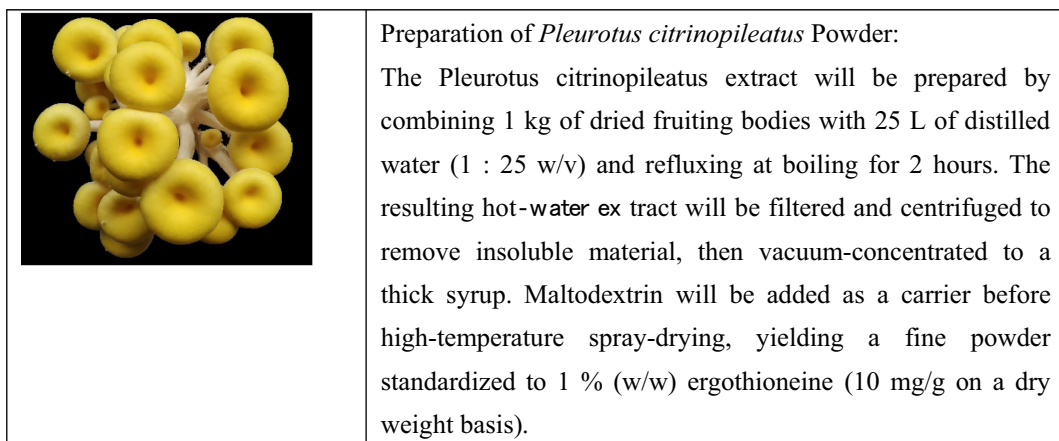 Preparation of Pleurotus citrinopileatus Powder:
The Pleurotus citrinopileatus extract will be prepared by
combining 1 kg of dried fruiting bodies with 25 L of distilled
water (1 : 25 w/v) and refluxing at boiling for 2 hours. The
resulting hot-water ex tract will be filtered and centrifuged to
remove insoluble material, then vacuum-concentrated to a
thick syrup. Maltodextrin will be added as a carrier before
high-temperature spray-drying, yielding a fine powder
standardized to 1 % (w/w) ergothioneine (10 mg/g on a dry
weight basis).